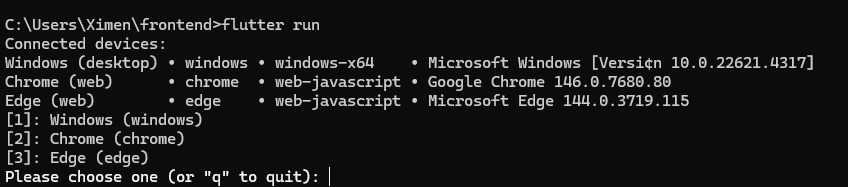 C:\Users\Ximen\frontend>flutter run
Connected devices:
Windows (desktop) • windows • windows-x64    • Microsoft Windows [Versi¢n 10.0.22621.4317]
Chrome (web)      • chrome  • web-javascript • Google Chrome 146.0.7680.80
Edge (web)        • edge    • web-javascript • Microsoft Edge 144.0.3719.115
[1]: Windows (windows)
[2]: Chrome (chrome)
[3]: Edge (edge)
Please choose one (or "q" to quit):